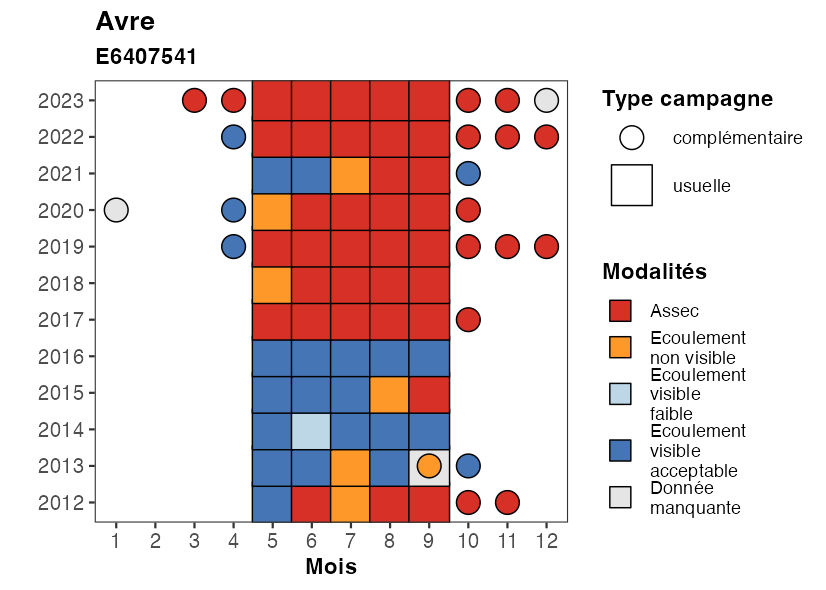 Avre
E6407541
2023
2022
2021
2020
2019
2018
2017
2016
2015
2014
2013
2012
1 2 3 4 5 6 7 8 9 10 11 12
Mois
Type campagne
complémentaire
usuelle
Modalités
Assec
Ecoulement
non visible
Ecoulement
visible
faible
Ecoulement
visible
acceptable
Donnée
manquante